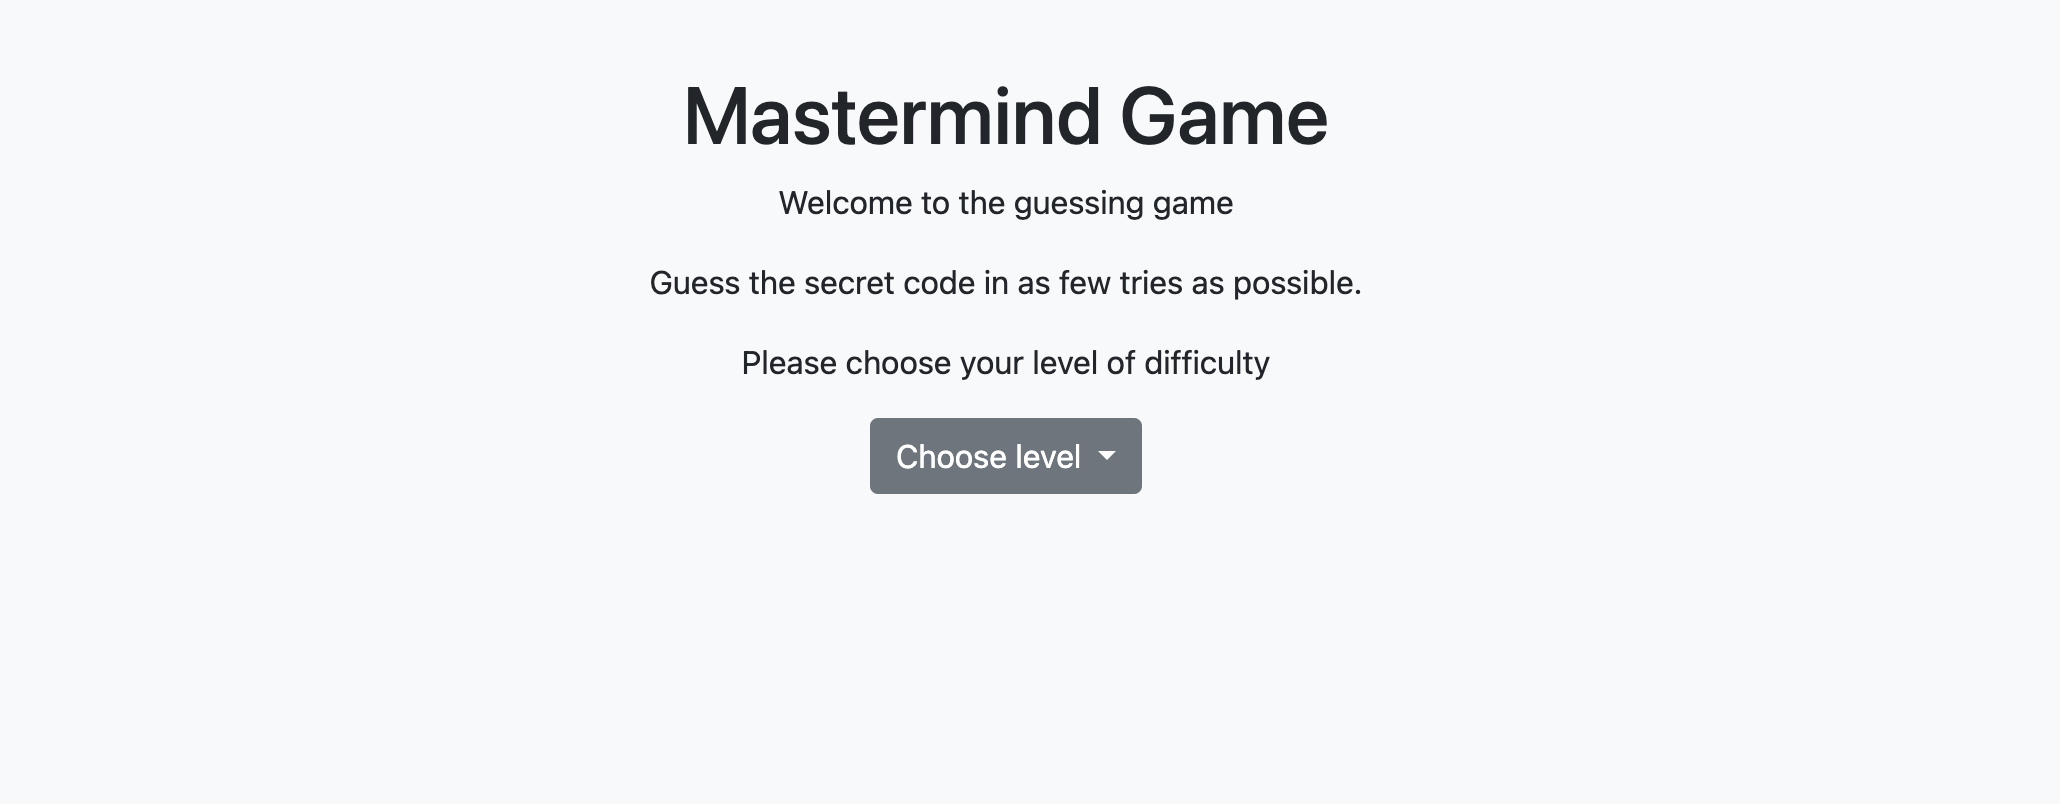 Mastermind Game
Welcome to the guessing game
Guess the secret code in as few tries as possible.
Please choose your level of difficulty
Choose level